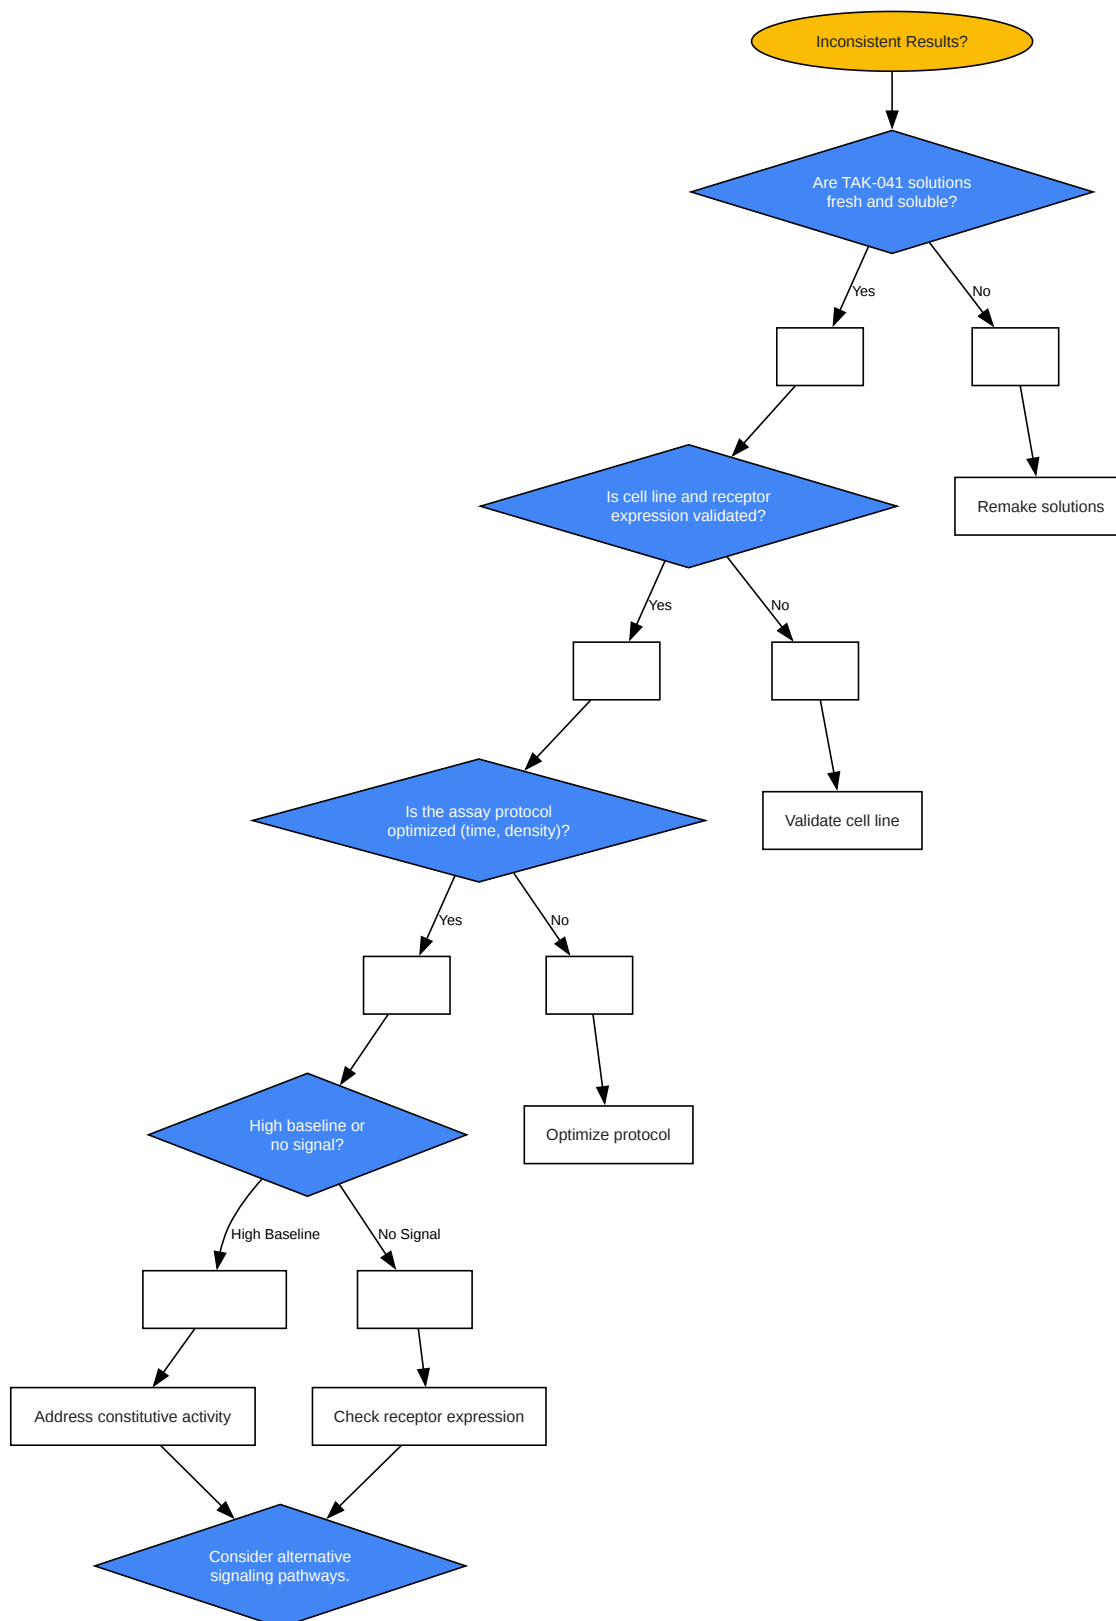 Inconsistent Results?
Are TAK-041 solutions
fresh and soluble?
Yes
No
Is cell line and receptor
expression validated?
Remake solutions
Yes
No
Is the assay protocol
optimized (time, density)?
Validate cell line
Yes
No
High baseline or
no signal?
Optimize protocol
High Baseline
No Signal
Address constitutive activity
Check receptor expression
Consider alternative
signaling pathways.